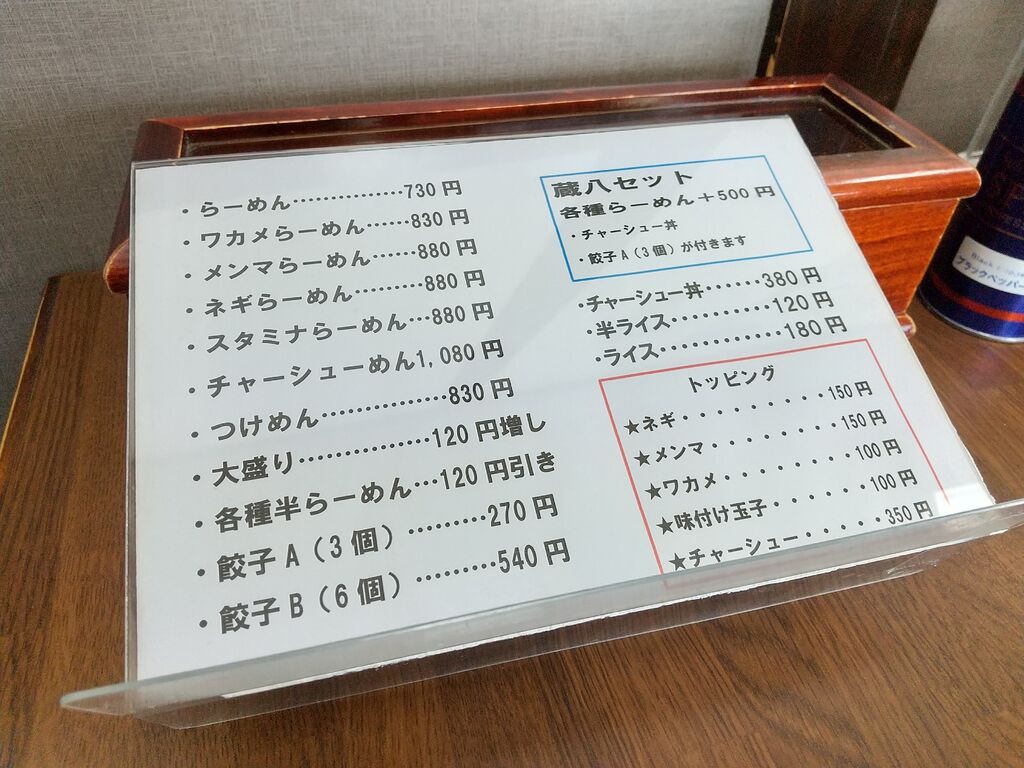 ・らーめん……………730円
・ワカメらーめん……830円
・メンマらーめん……880円
・ネギらーめん………880円
・スタミナらーめん…880円
・チャーシューめん1,080円
・つけめん……………830円
・大盛り……………120円増し
・各種半らーめん…120円引き
・餃子A(3個)………270円
・餃子B(6個)………540円
蔵八セット
各種らーめん+500円
・チャーシュー丼
・餃子A(3個)が付きます
・チャーシュー丼……380円
・半ライス…………120円
・ライス……………180円
トッピング
★ネギ・・・・・・・・・150円
★メンマ・・・・・・・・150円
★ワカメ・・・・・・・・100円
★味付け玉子・・・・・・100円
★チャーシュー・・・・・350円
ブラックペッパー